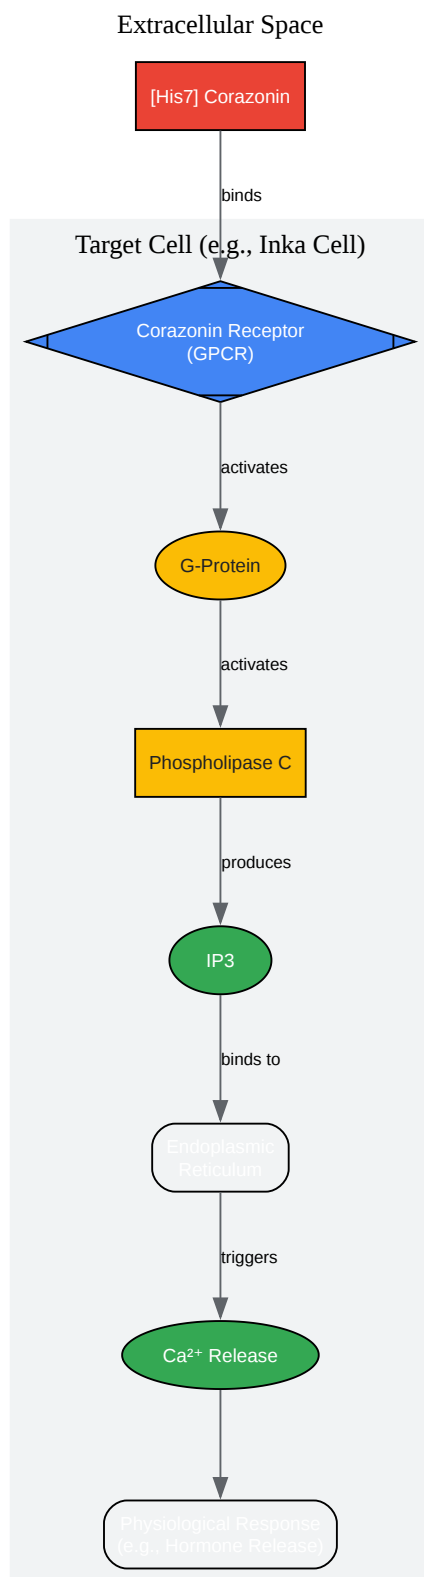 Extracellular Space
[His7] Corazonin
binds
Target Cell (e.g., Inka Cell)
Corazonin Receptor
(GPCR)
activates
G-Protein
activates
Phospholipase C
produces
IP3
binds to
Endoplasmic
Reticulum
triggers
Ca²⁺ Release
Physiological Response
(e.g., Hormone Release)